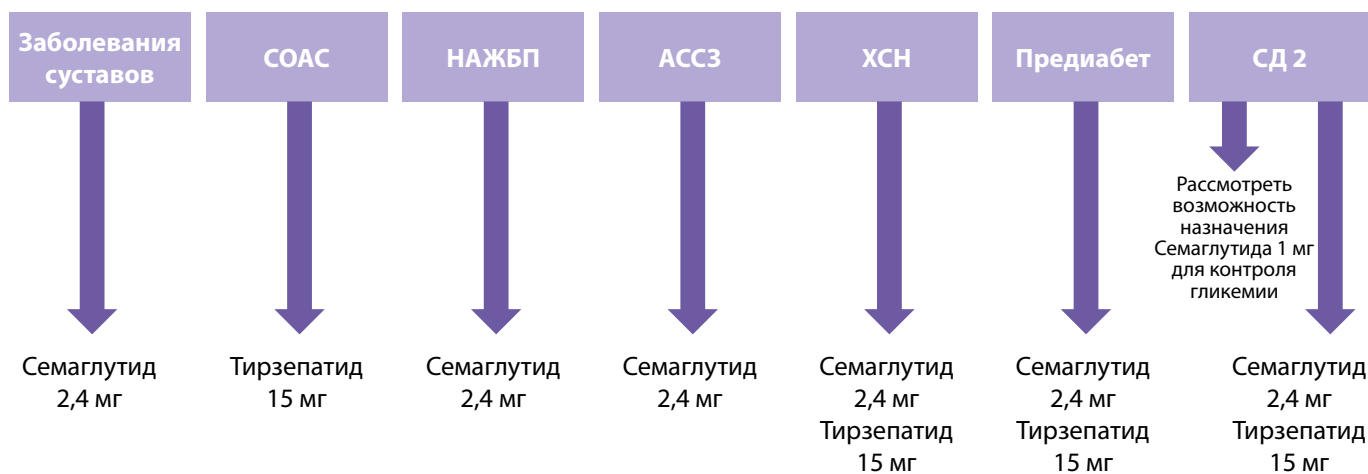 Заболевания
суставов
СОАС
НАЖБП
АССЗ
ХСН
Предиабет
СД 2
Рассмотреть
возможность
назначения
Семаглутида 1 мг
для контроля
гликемии
Семаглутид
2,4 мг
Тирзепатид
15 мг
Семаглутид
2,4 мг
Семаглутид
2,4 мг
Семаглутид
2,4 мг
Тирзепатид
15 мг
Семаглутид
2,4 мг
Тирзепатид
15 мг
Семаглутид
2,4 мг
Тирзепатид
15 мг